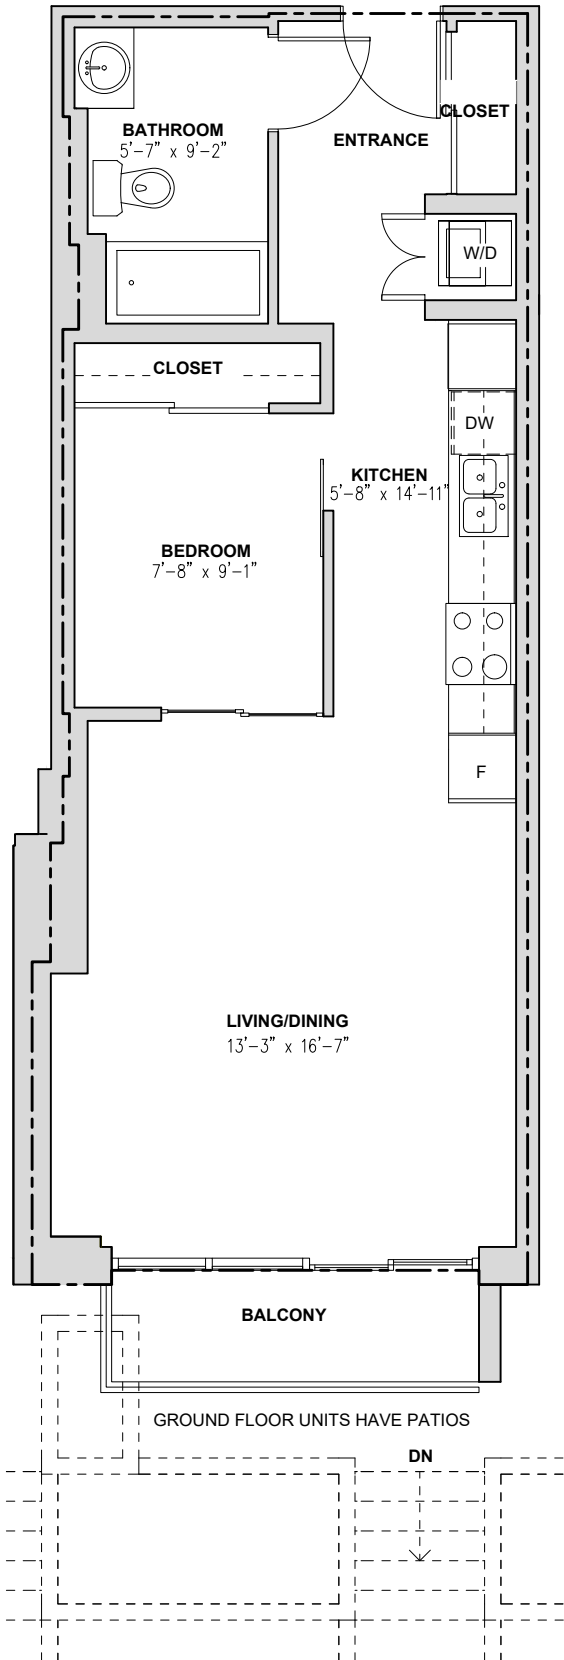 CLOSET
BATHROOM
5'-7" x 9'-2"
ENTRANCE
W/D
CLOSET
DW
KITCHEN
5'-8" x 14'-11"
BEDROOM
7'-8" x 9'-1"
F
LIVING/DINING
13'-3" x 16'-7"
BALCONY
GROUND FLOOR UNITS HAVE PATIOS
DN